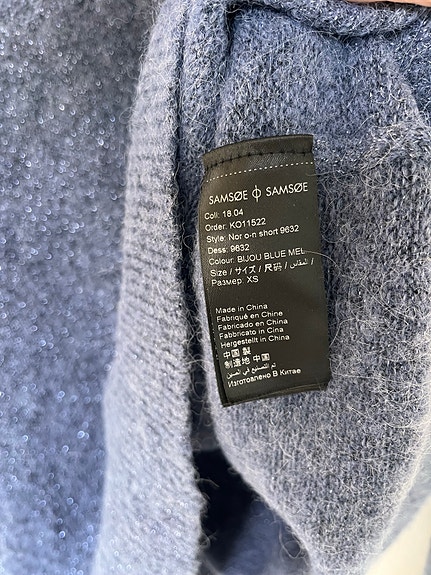 SAMSØE ɸ SAMSØE
Coll: 18.04
Order: KO11522
Style: Nor o-n short 9632
Dess: 9632
Colour: BIJOU BLUE MEL.
Size / サイズ / 尺码 / المقاس /
Размер: XS
Made in China
Fabriqué en Chine
Fabricado en China
Fabbricato in Cina
Hergestellt in China
中国 製
制造地 中国
تم التصنيع في الصين
Изготовлено В Китае